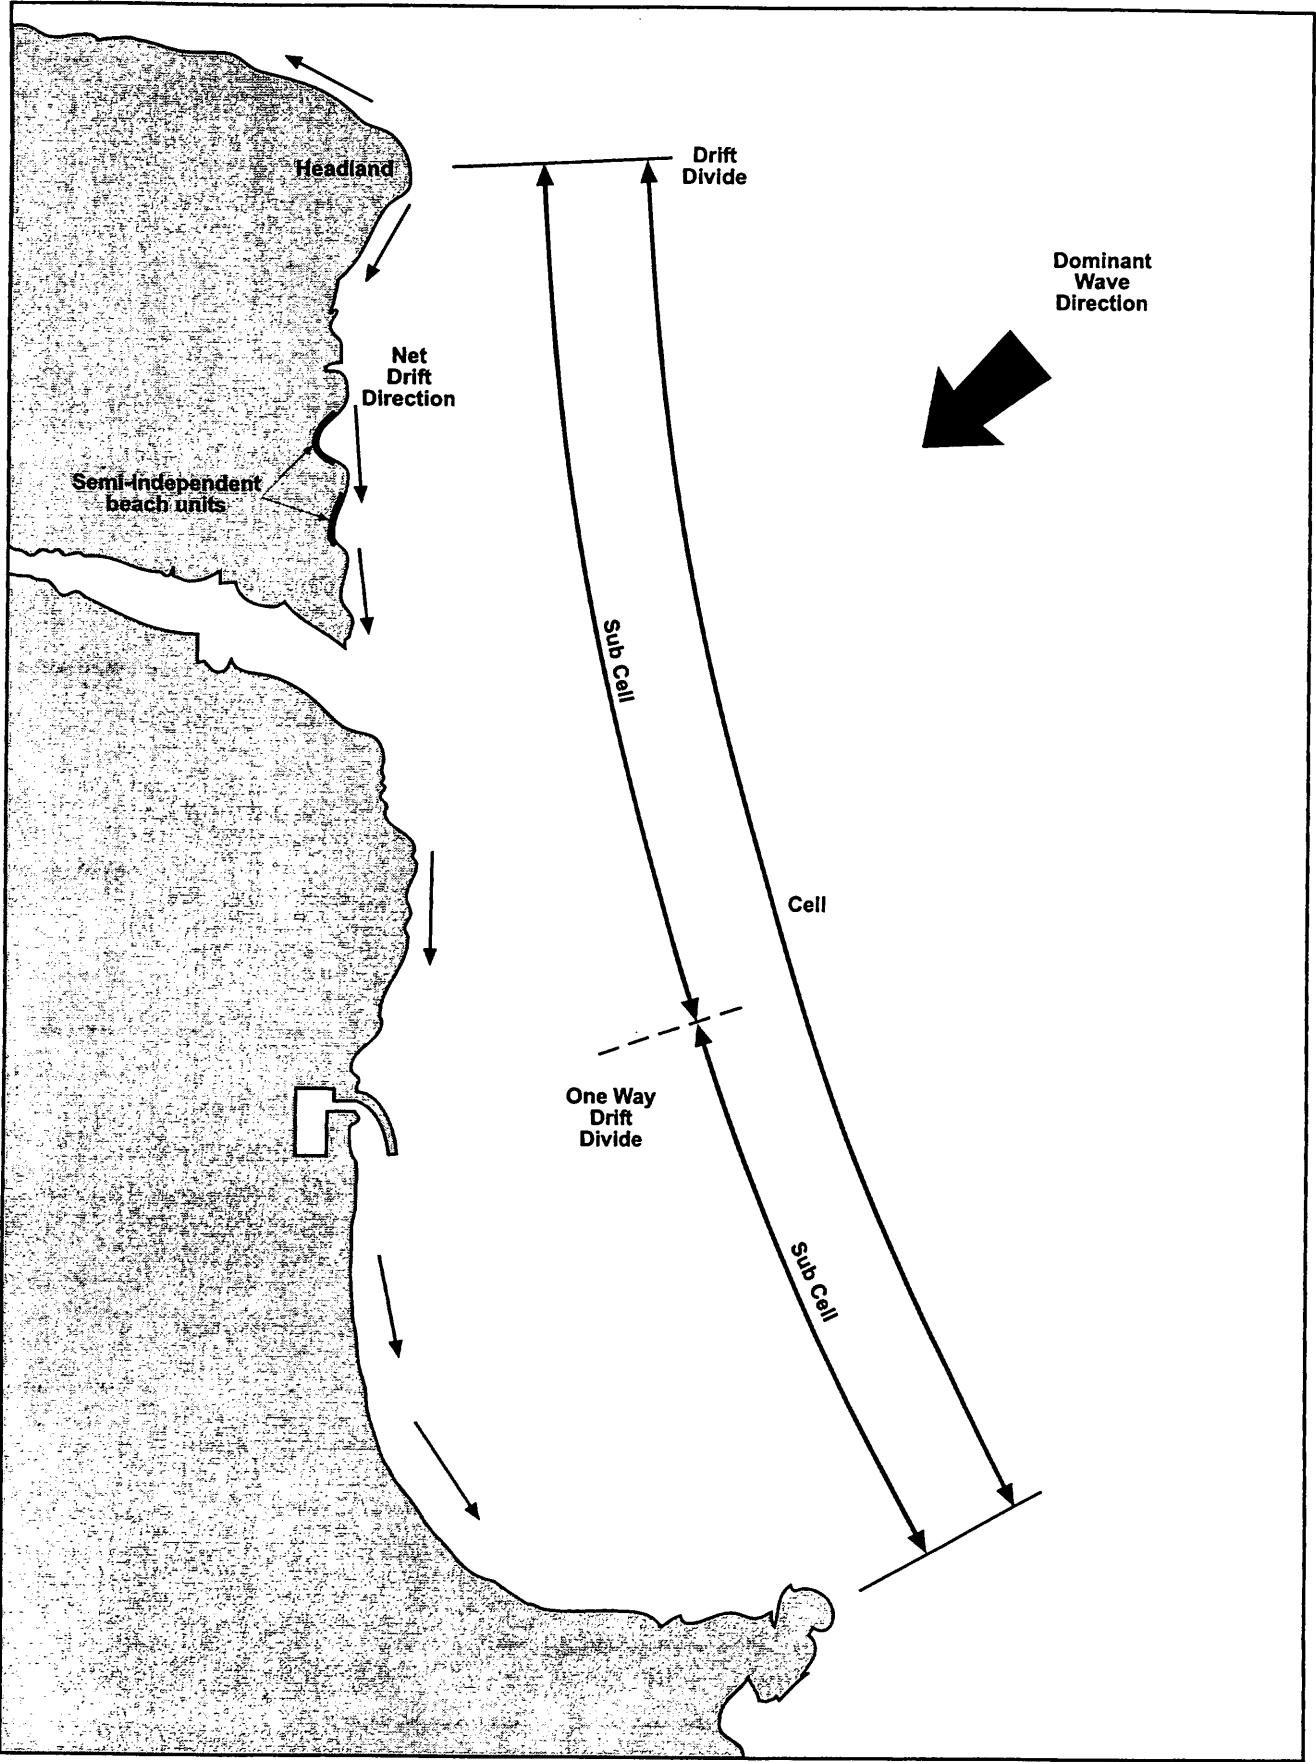 Headland
Drift
Divide
Dominant
Wave
Direction
Net
Drift
Direction
Semi-independent
beach units
Sub Cell
Cell
One Way
Drift
Divide
Sub Cell